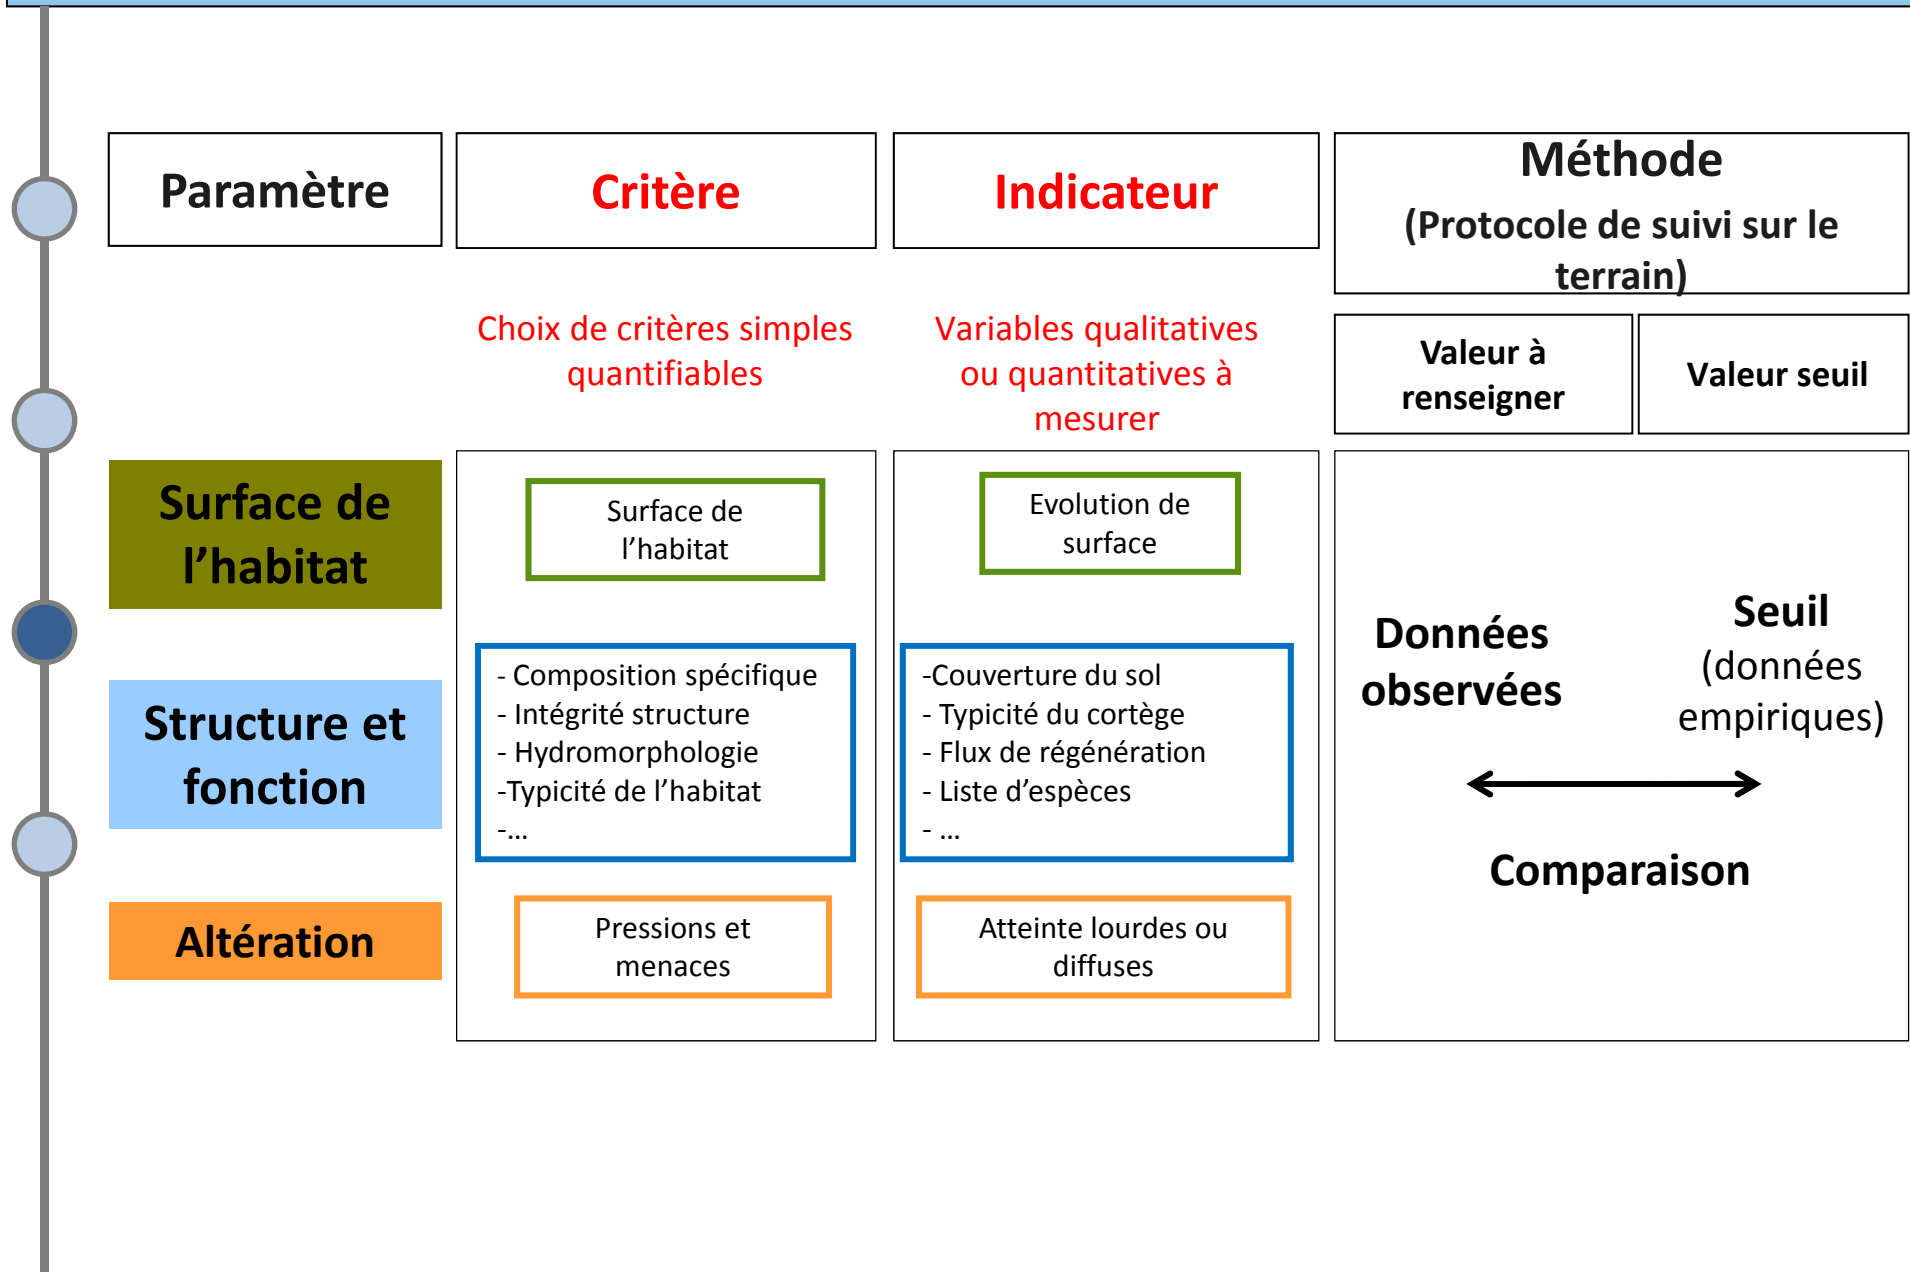 Paramètre
Critère
Indicateur
Méthode
(Protocole de suivi sur le
terrain)
Choix de critères simples
quantifiables
Variables qualitatives
ou quantitatives à
mesurer
Valeur à
renseigner
Valeur seuil
Surface de
l’habitat
Surface de
l’habitat
Evolution de
surface
Structure et
fonction
- Composition spécifique
- Intégrité structure
- Hydromorphologie
-Typicité de l’habitat
-...
-Couverture du sol
- Typicité du cortège
- Flux de régénération
- Liste d’espèces
- ...
Altération
Pressions et
menaces
Atteinte lourdes ou
diffuses
Données
observées
Seuil
(données
empiriques)
Comparaison